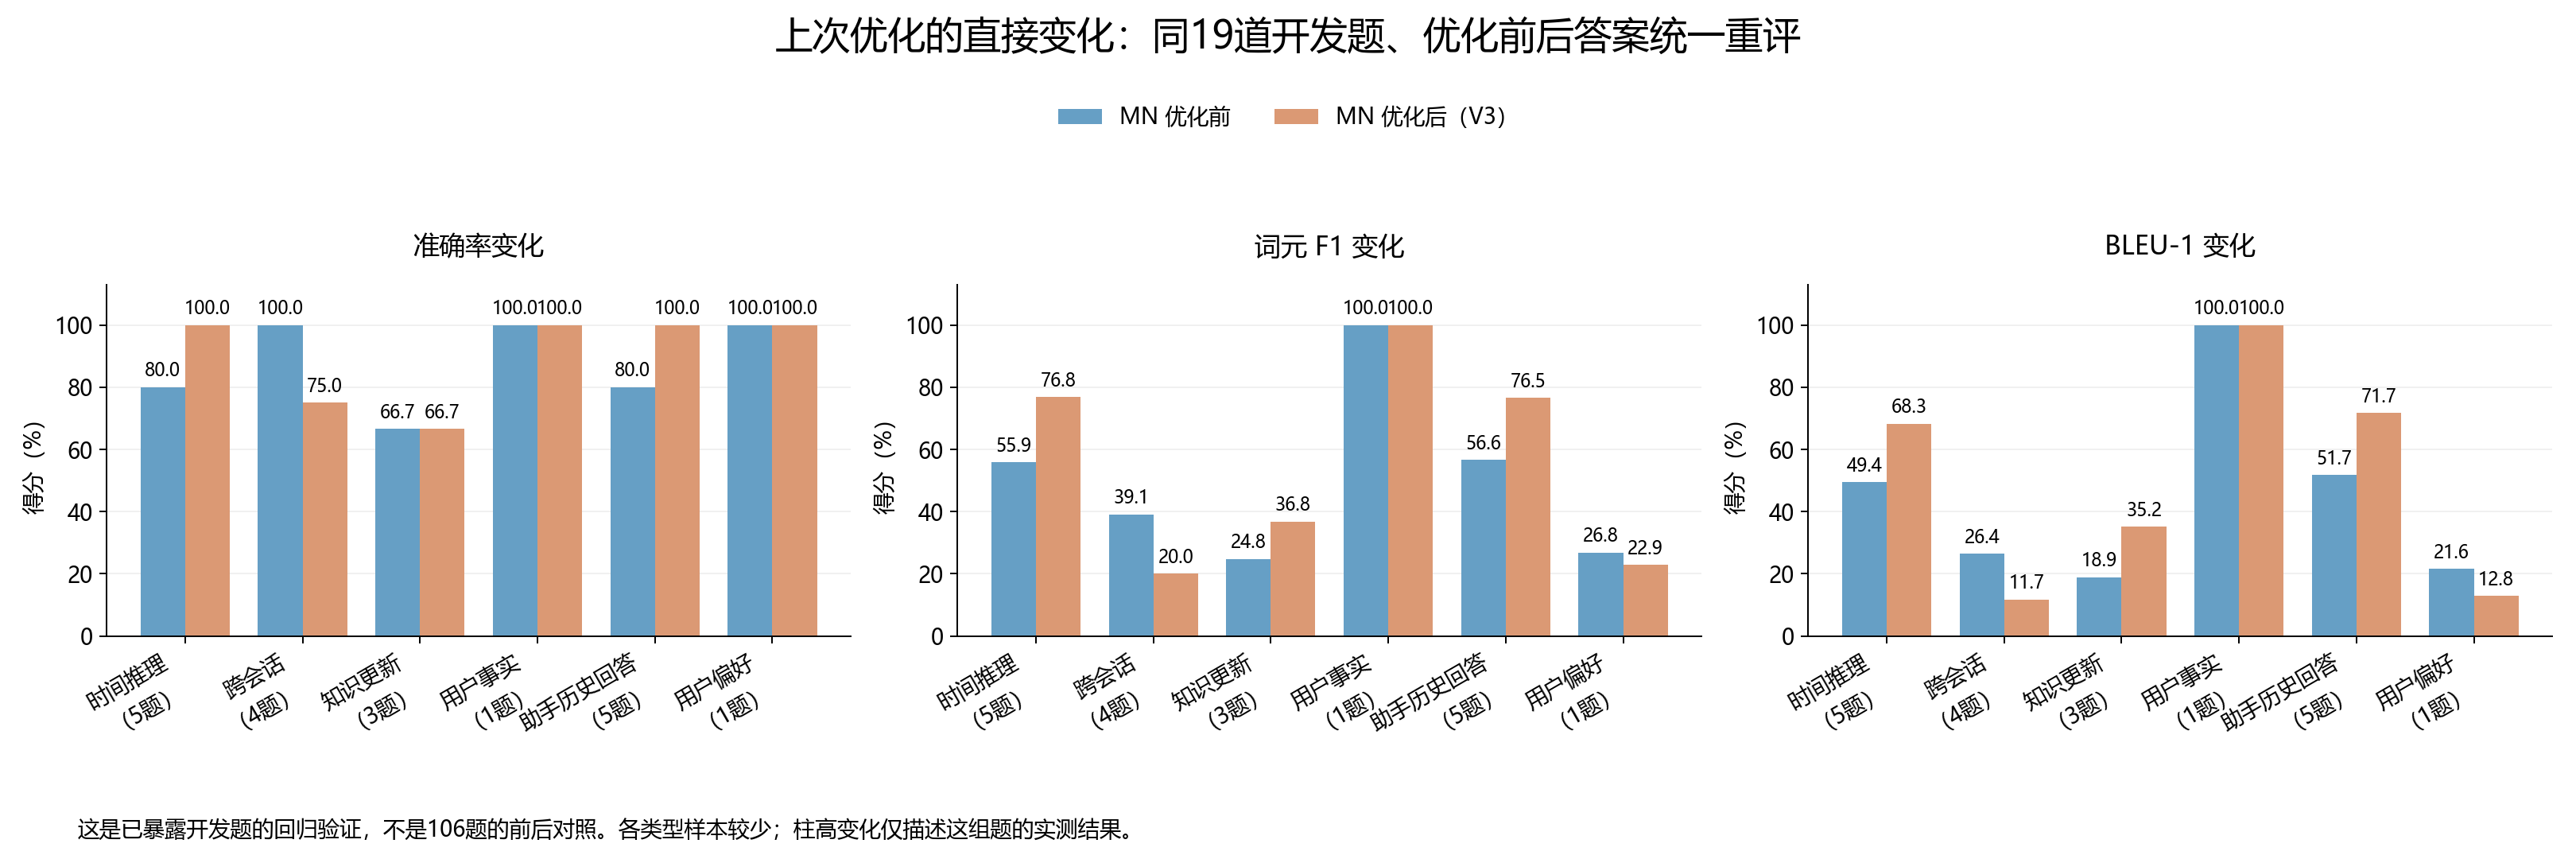 上次优化的直接变化：同19道开发题、优化前后答案统一重评
MN 优化前
MN 优化后（V3）
准确率变化
得分（%）
100
80
60
40
20
0
80.0
100.0
100.0
75.0
66.7
66.7
100.0
100.0
80.0
100.0
100.0
100.0
时间推理
（5题）
跨会话
（4题）
知识更新
（3题）
用户事实
（1题）
助手历史回答
（5题）
用户偏好
（1题）
词元 F1 变化
得分（%）
100
80
60
40
20
0
55.9
76.8
39.1
20.0
24.8
36.8
100.0
100.0
56.6
76.5
26.8
22.9
时间推理
（5题）
跨会话
（4题）
知识更新
（3题）
用户事实
（1题）
助手历史回答
（5题）
用户偏好
（1题）
BLEU-1 变化
得分（%）
100
80
60
40
20
0
49.4
68.3
26.4
11.7
18.9
35.2
100.0
100.0
51.7
71.7
21.6
12.8
时间推理
（5题）
跨会话
（4题）
知识更新
（3题）
用户事实
（1题）
助手历史回答
（5题）
用户偏好
（1题）
这是已暴露开发题的回归验证，不是106题的前后对照。各类型样本较少；柱高变化仅描述这组题的实测结果。